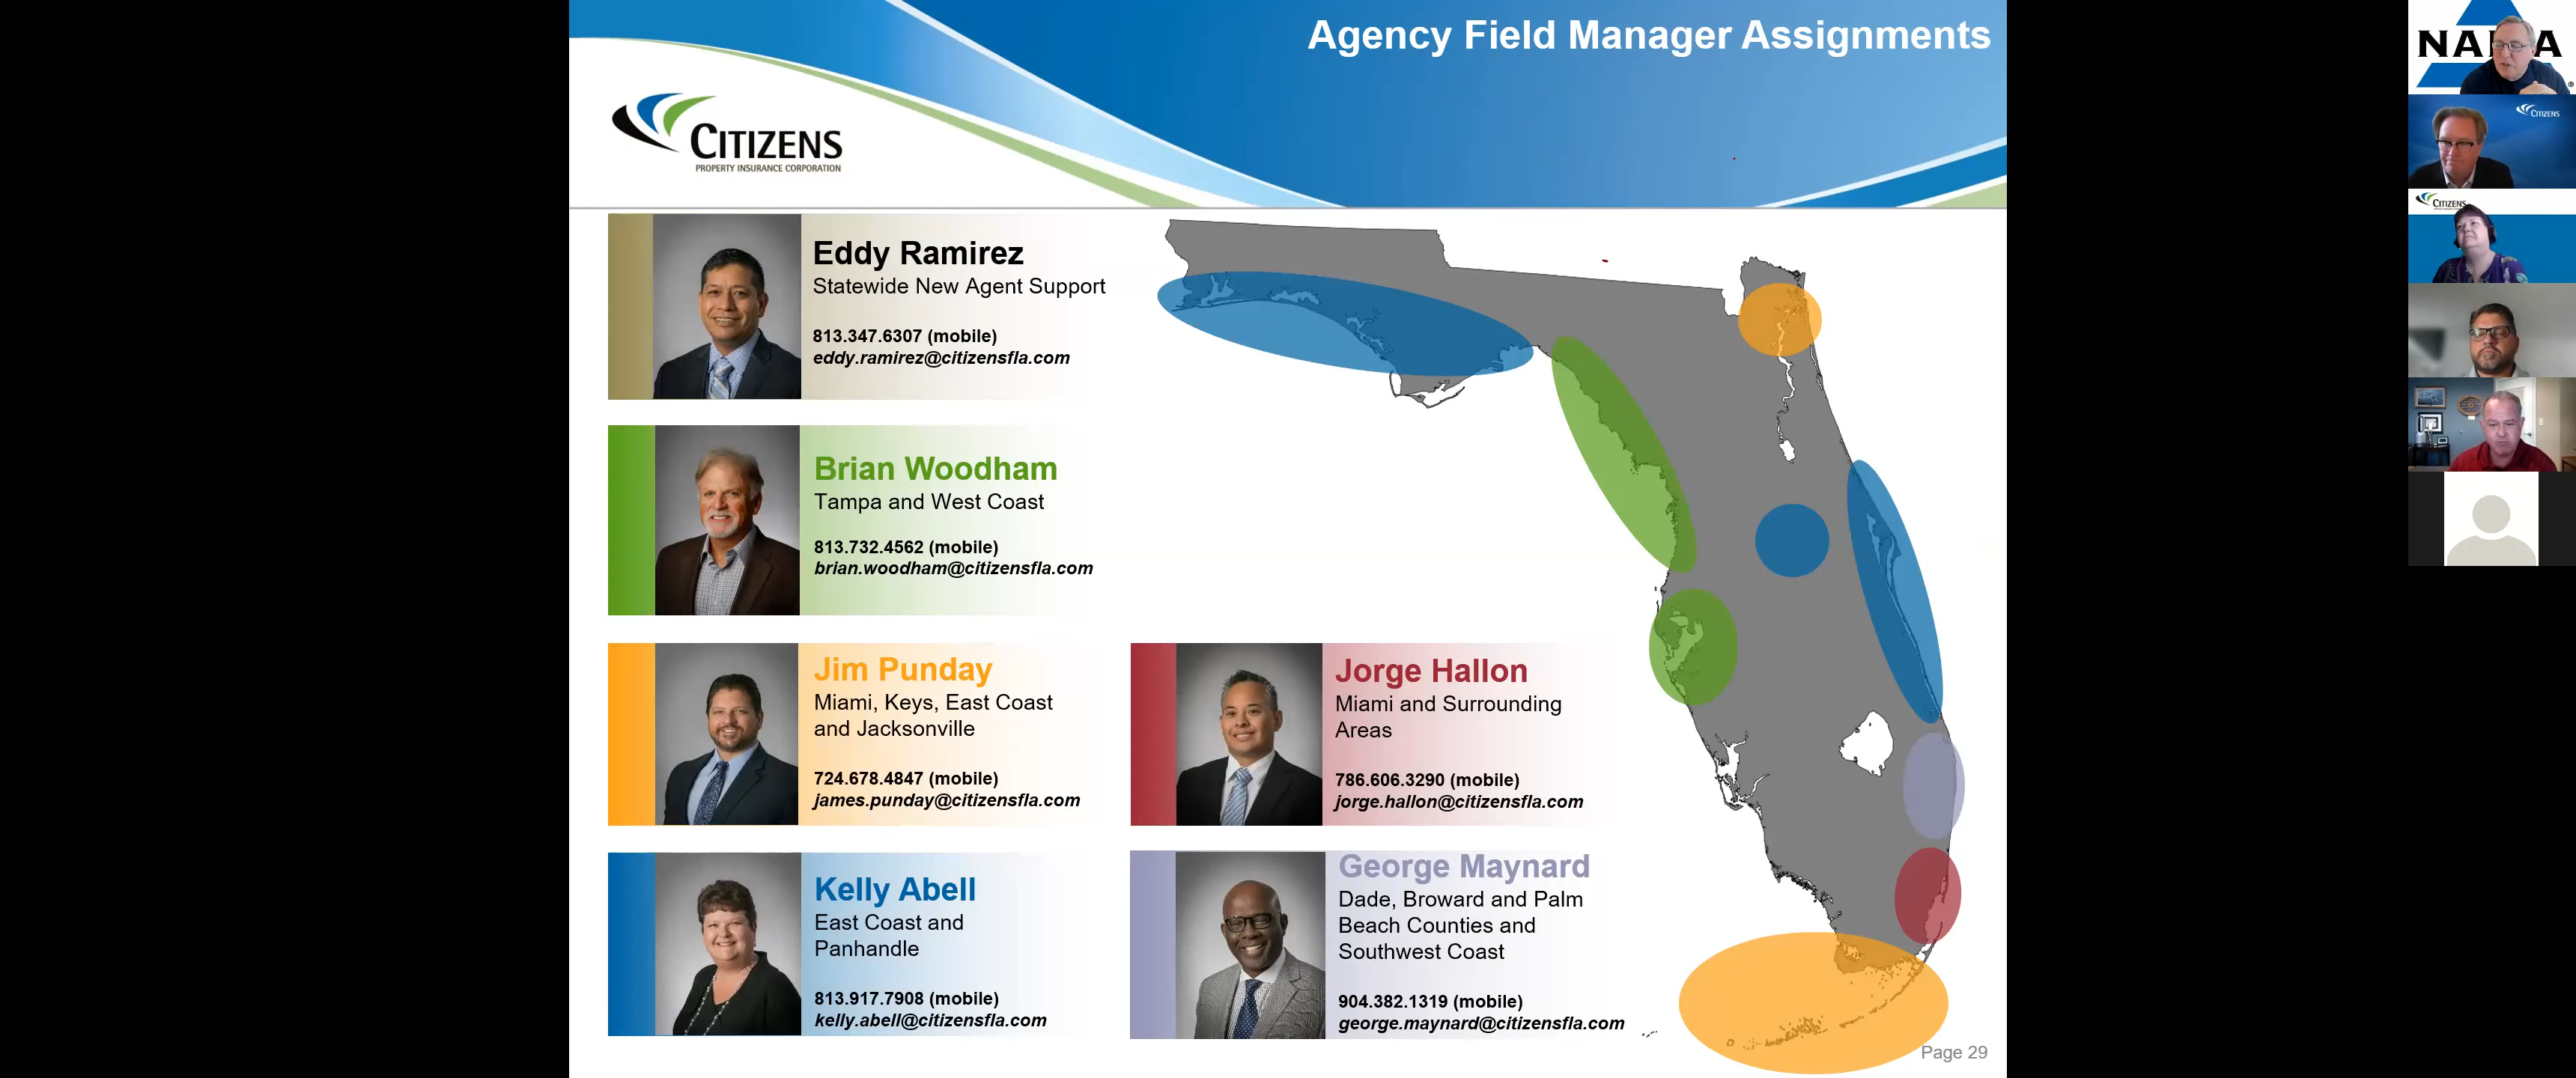 Agency Field Manager Assignments
CITIZENS
PROPERTY INSURANCE CORPORATION
Eddy Ramirez
Statewide New Agent Support
813.347.6307 (mobile)
eddy.ramirez@citizensfla.com
Brian Woodham
Tampa and West Coast
813.732.4562 (mobile)
brian.woodham@citizensfla.com
Jim Punday
Miami, Keys, East Coast
and Jacksonville
724.678.4847 (mobile)
james.punday@citizensfla.com
Jorge Hallon
Miami and Surrounding
Areas
786.606.3290 (mobile)
jorge.hallon@citizensfla.com
Kelly Abell
East Coast and
Panhandle
813.917.7908 (mobile)
kelly.abell@citizensfla.com
George Maynard
Dade, Broward and Palm
Beach Counties and
Southwest Coast
904.382.1319 (mobile)
george.maynard@citizensfla.com
Page 29
CITIZENS
CITIZENS